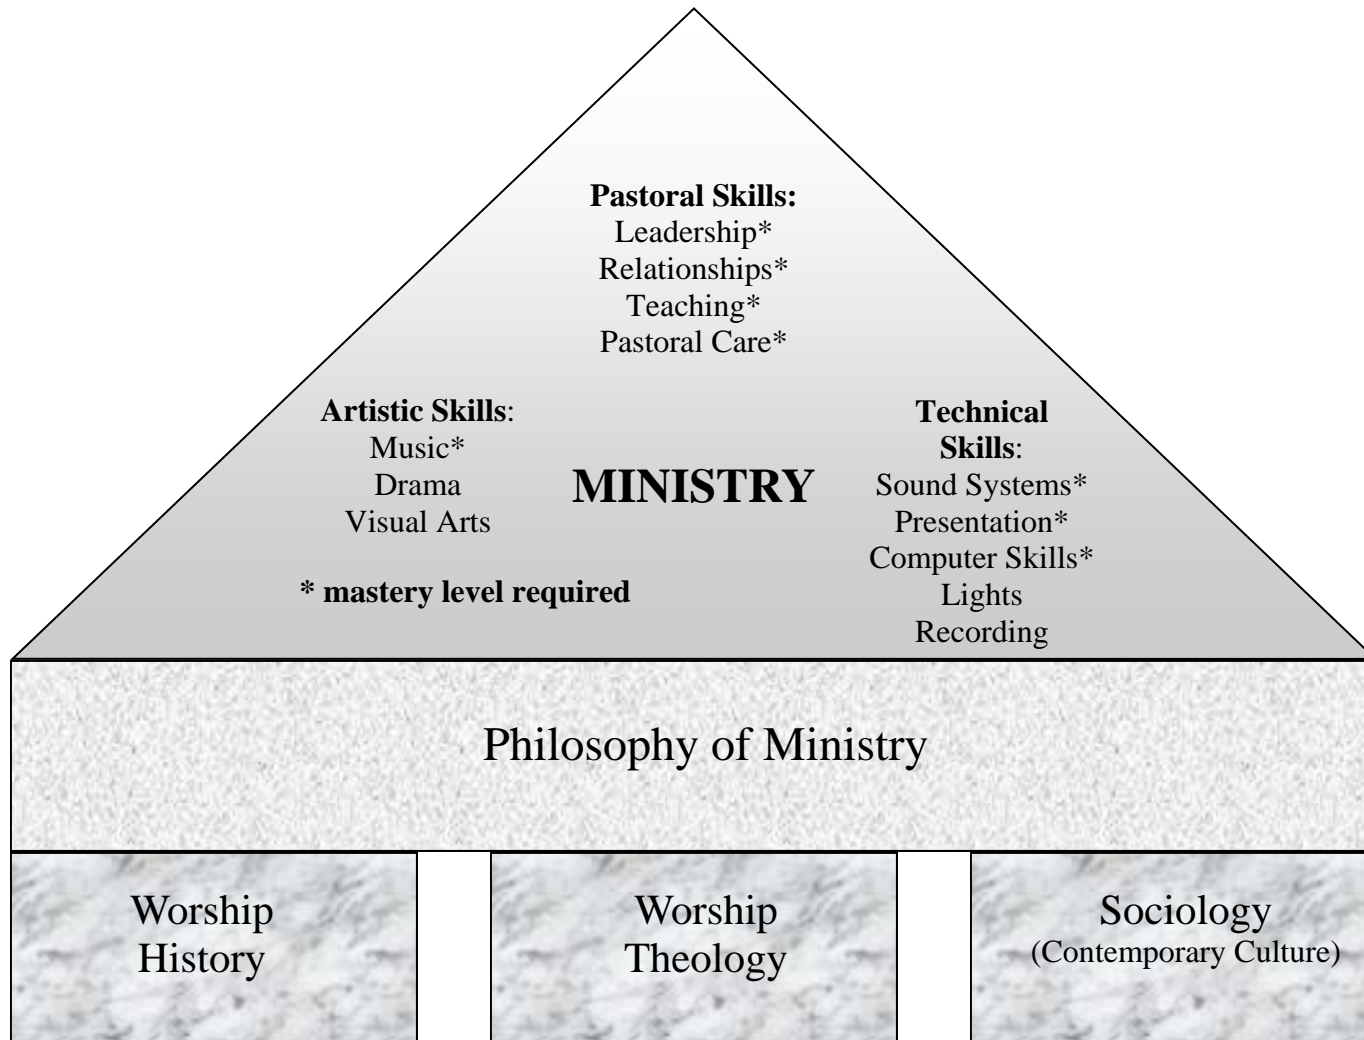 Pastoral Skills:
Leadership*
Relationships*
Teaching*
Pastoral Care*
Artistic Skills:
Music*
Drama
Visual Arts
* mastery level required
MINISTRY
Technical
Skills:
Sound Systems*
Presentation*
Computer Skills*
Lights
Recording
Philosophy of Ministry
Worship
History
Worship
Theology
Sociology
(Contemporary Culture)